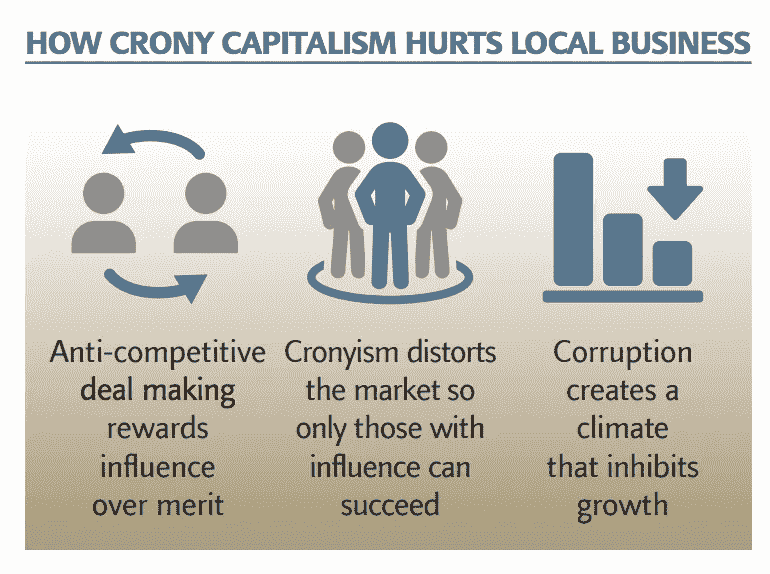 HOW CRONY CAPITALISM HURTS LOCAL BUSINESS
Anti-competitive
deal making
rewards
influence
over merit
Cronyism distorts
the market so
only those with
influence can
succeed
Corruption
creates a
climate
that inhibits
growth